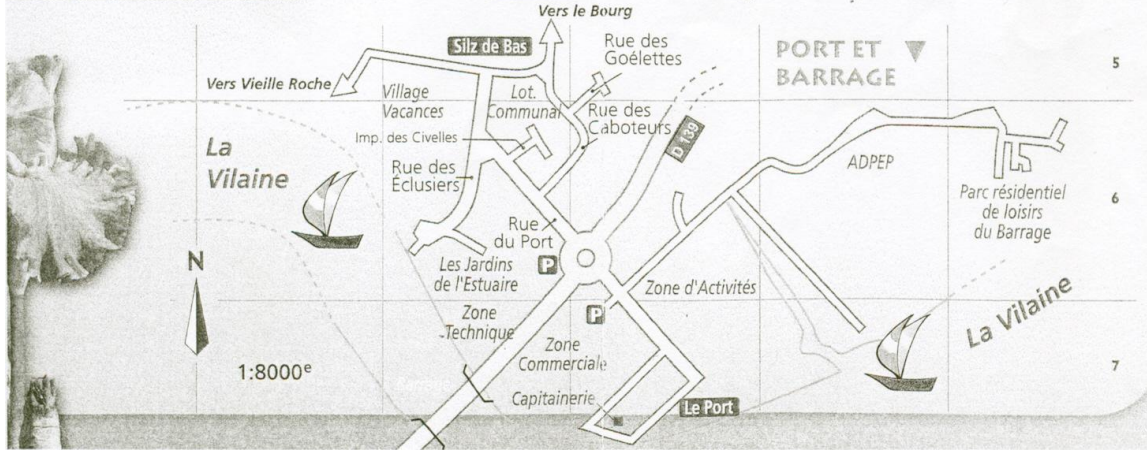 Vers le Bourg
Silz de Bas
Rue des
Goélettes
PORT ET
BARRAGE
5
Vers Vieille Roche
Village
Vacances
Lot.
Communal
Rue des
Caboteurs
Imp. des Civelles
D 139
La
Vilaine
Rue des
Éclusiers
ADPEP
Parc résidentiel
de loisirs
du Barrage
6
Rue
du Port
N
P
Les Jardins
de l'Estuaire
Zone d'Activités
P
Zone
Technique
La Vilaine
Zone
Commerciale
1:8000e
7
Barrage
Capitainerie
Le Port